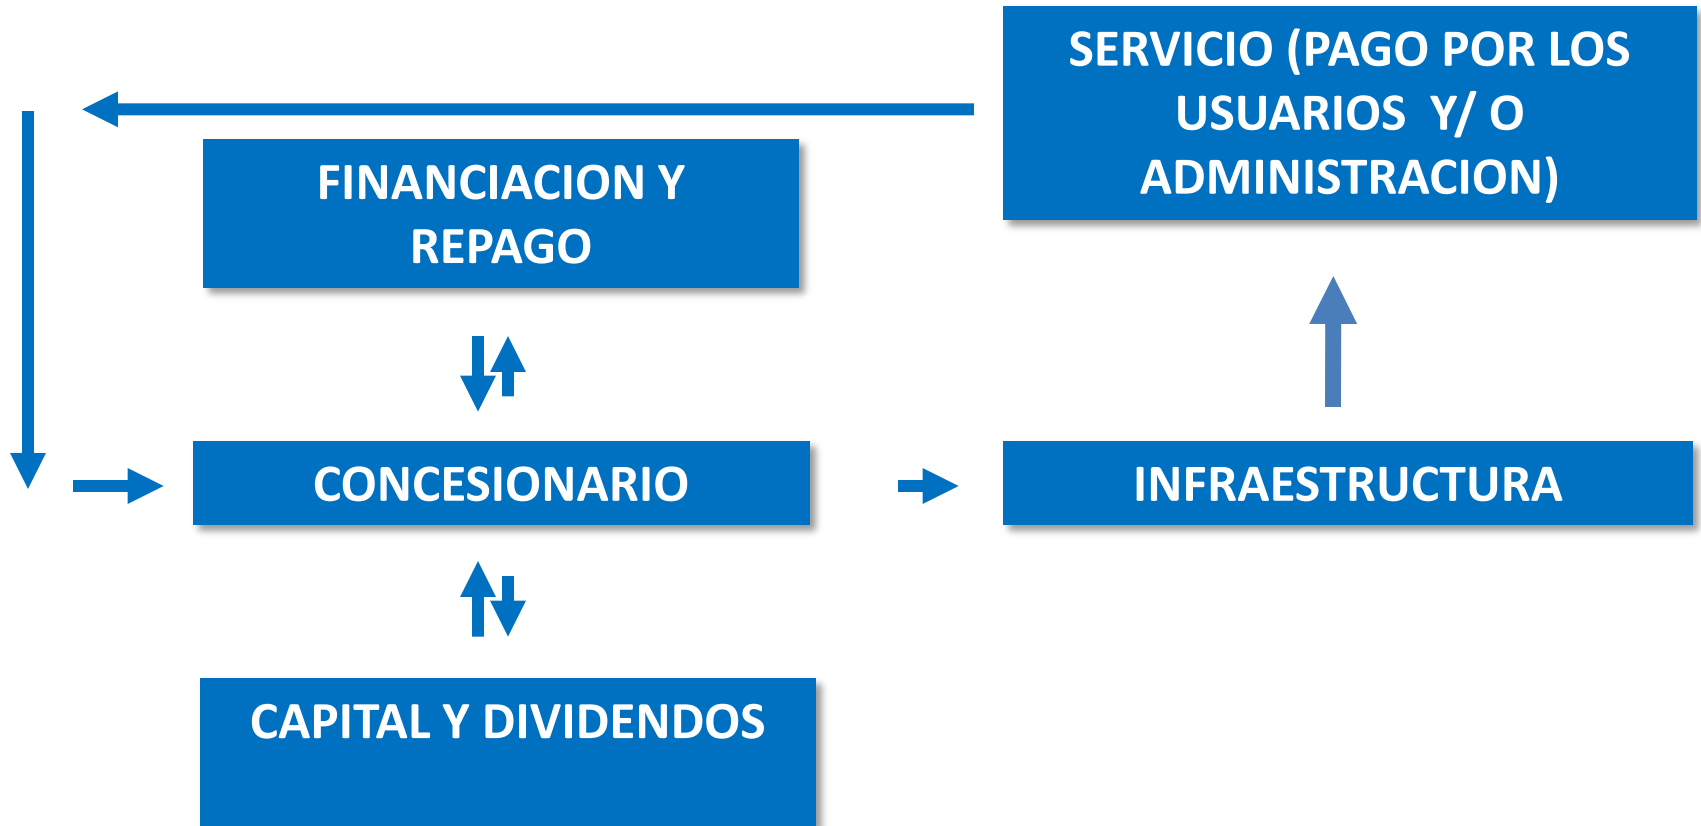 SERVICIO (PAGO POR LOS
USUARIOS Y/ O
ADMINISTRACION)
FINANCIACION Y
REPAGO
CONCESIONARIO
INFRAESTRUCTURA
CAPITAL Y DIVIDENDOS